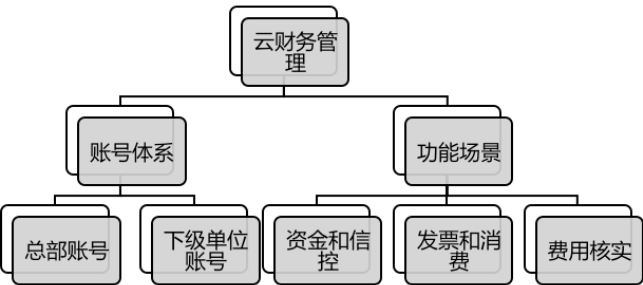 云财务管
理
账号体系
功能场景
总部账号
下级单位
账号
资金和信
控
发票和消
费
费用核实